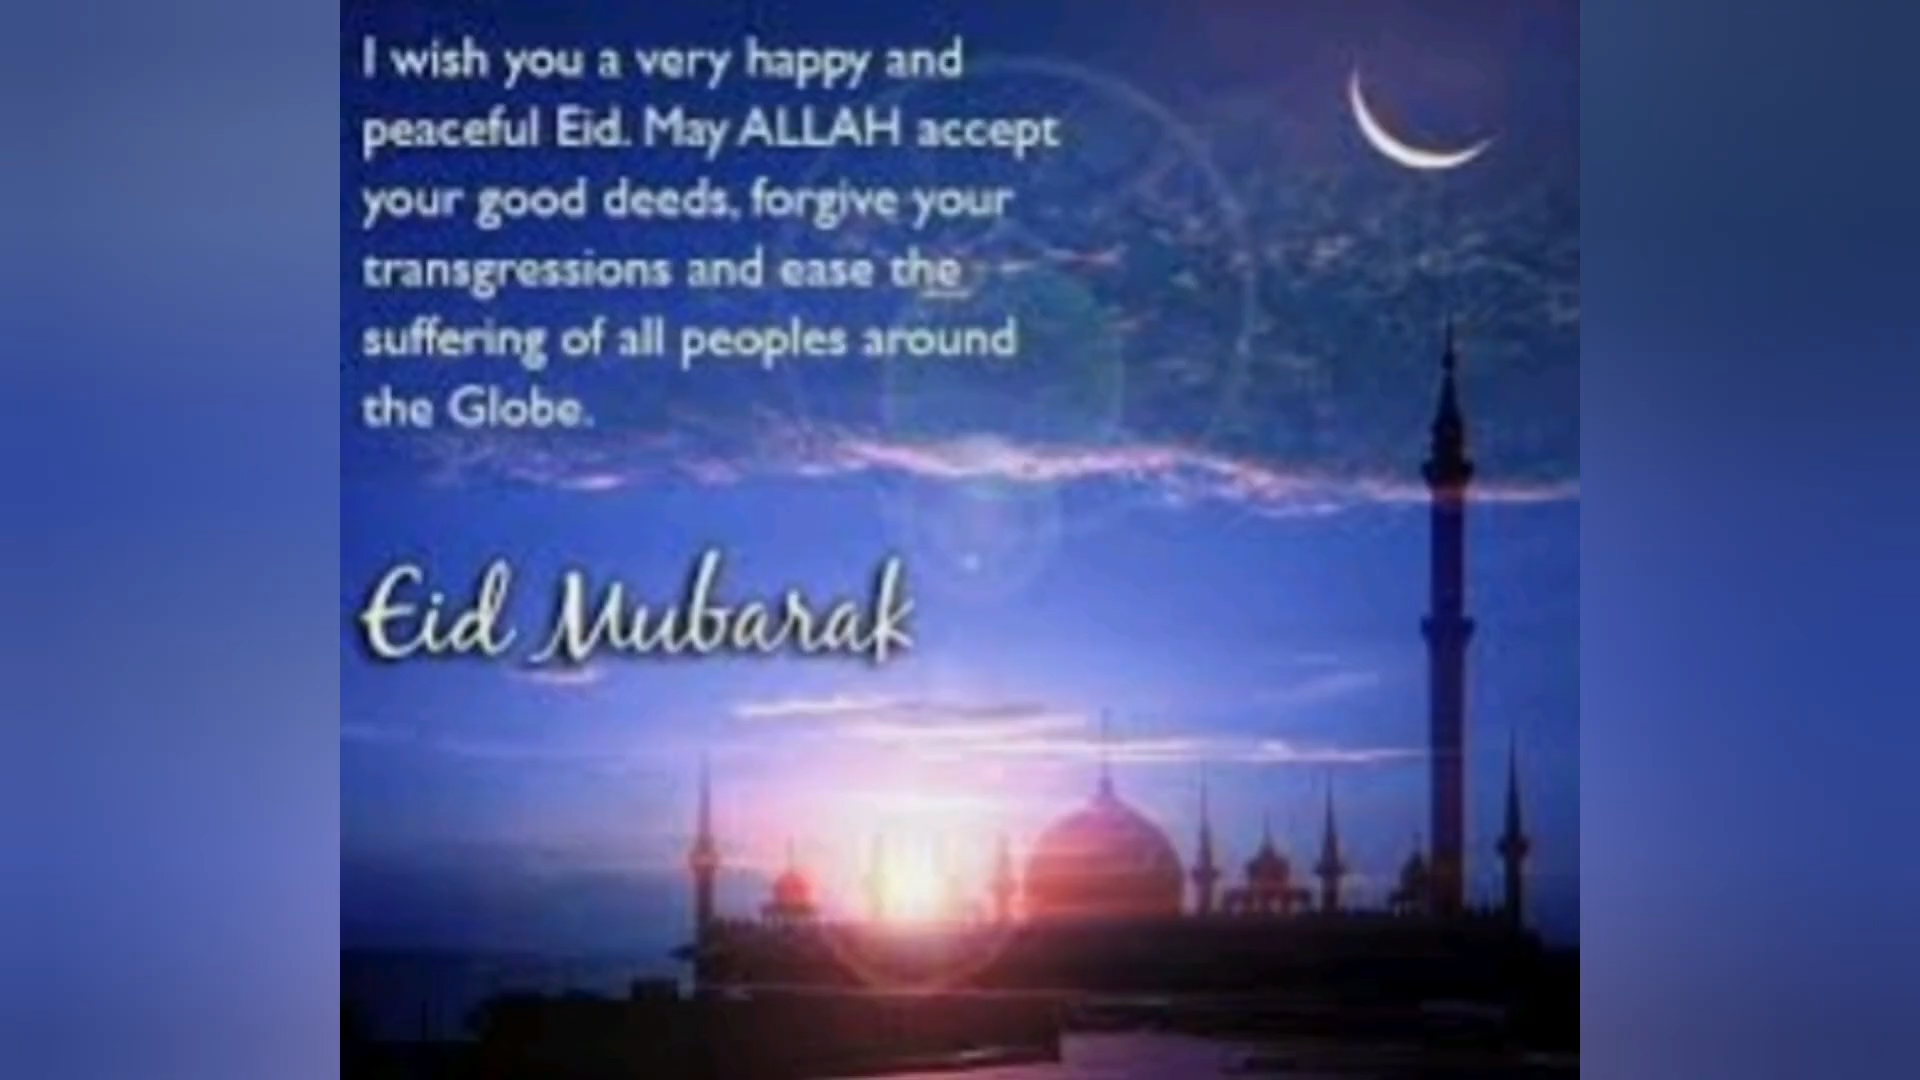 I wish you a very happy and
peaceful Eid. May ALLAH accept
your good deeds, forgive your
transgressions and ease the
suffering of all peoples around
the Globe.
Eid Mubarak